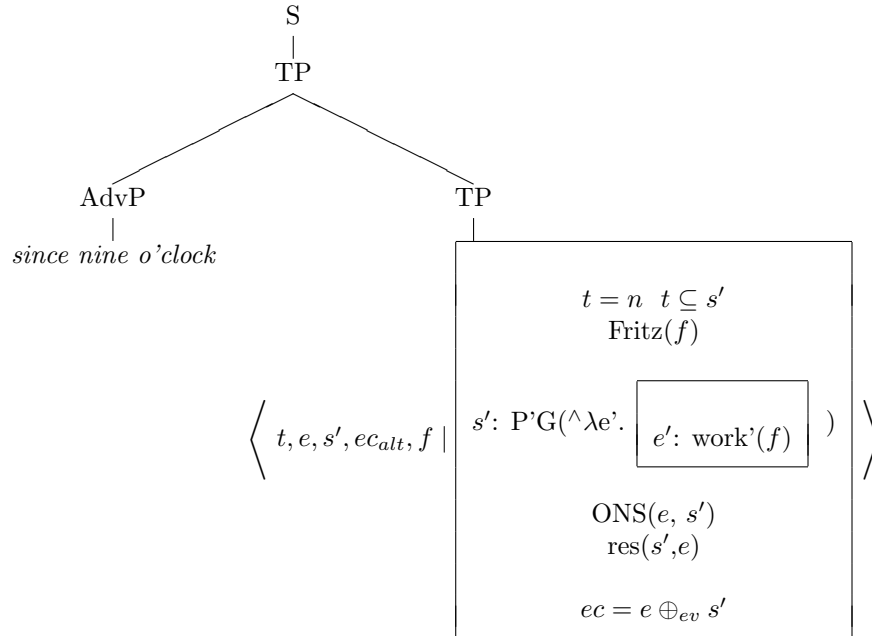 S
TP
AdvP TP
since nine o'clock
t = n t ⊆ s′
Fritz(f)
⟨ t, e, s′, ec_alt, f | s′: P'G(^λe'. e′: work'(f) ) ⟩
ONS(e, s′)
res(s′,e)
ec = e ⊕_ev s′